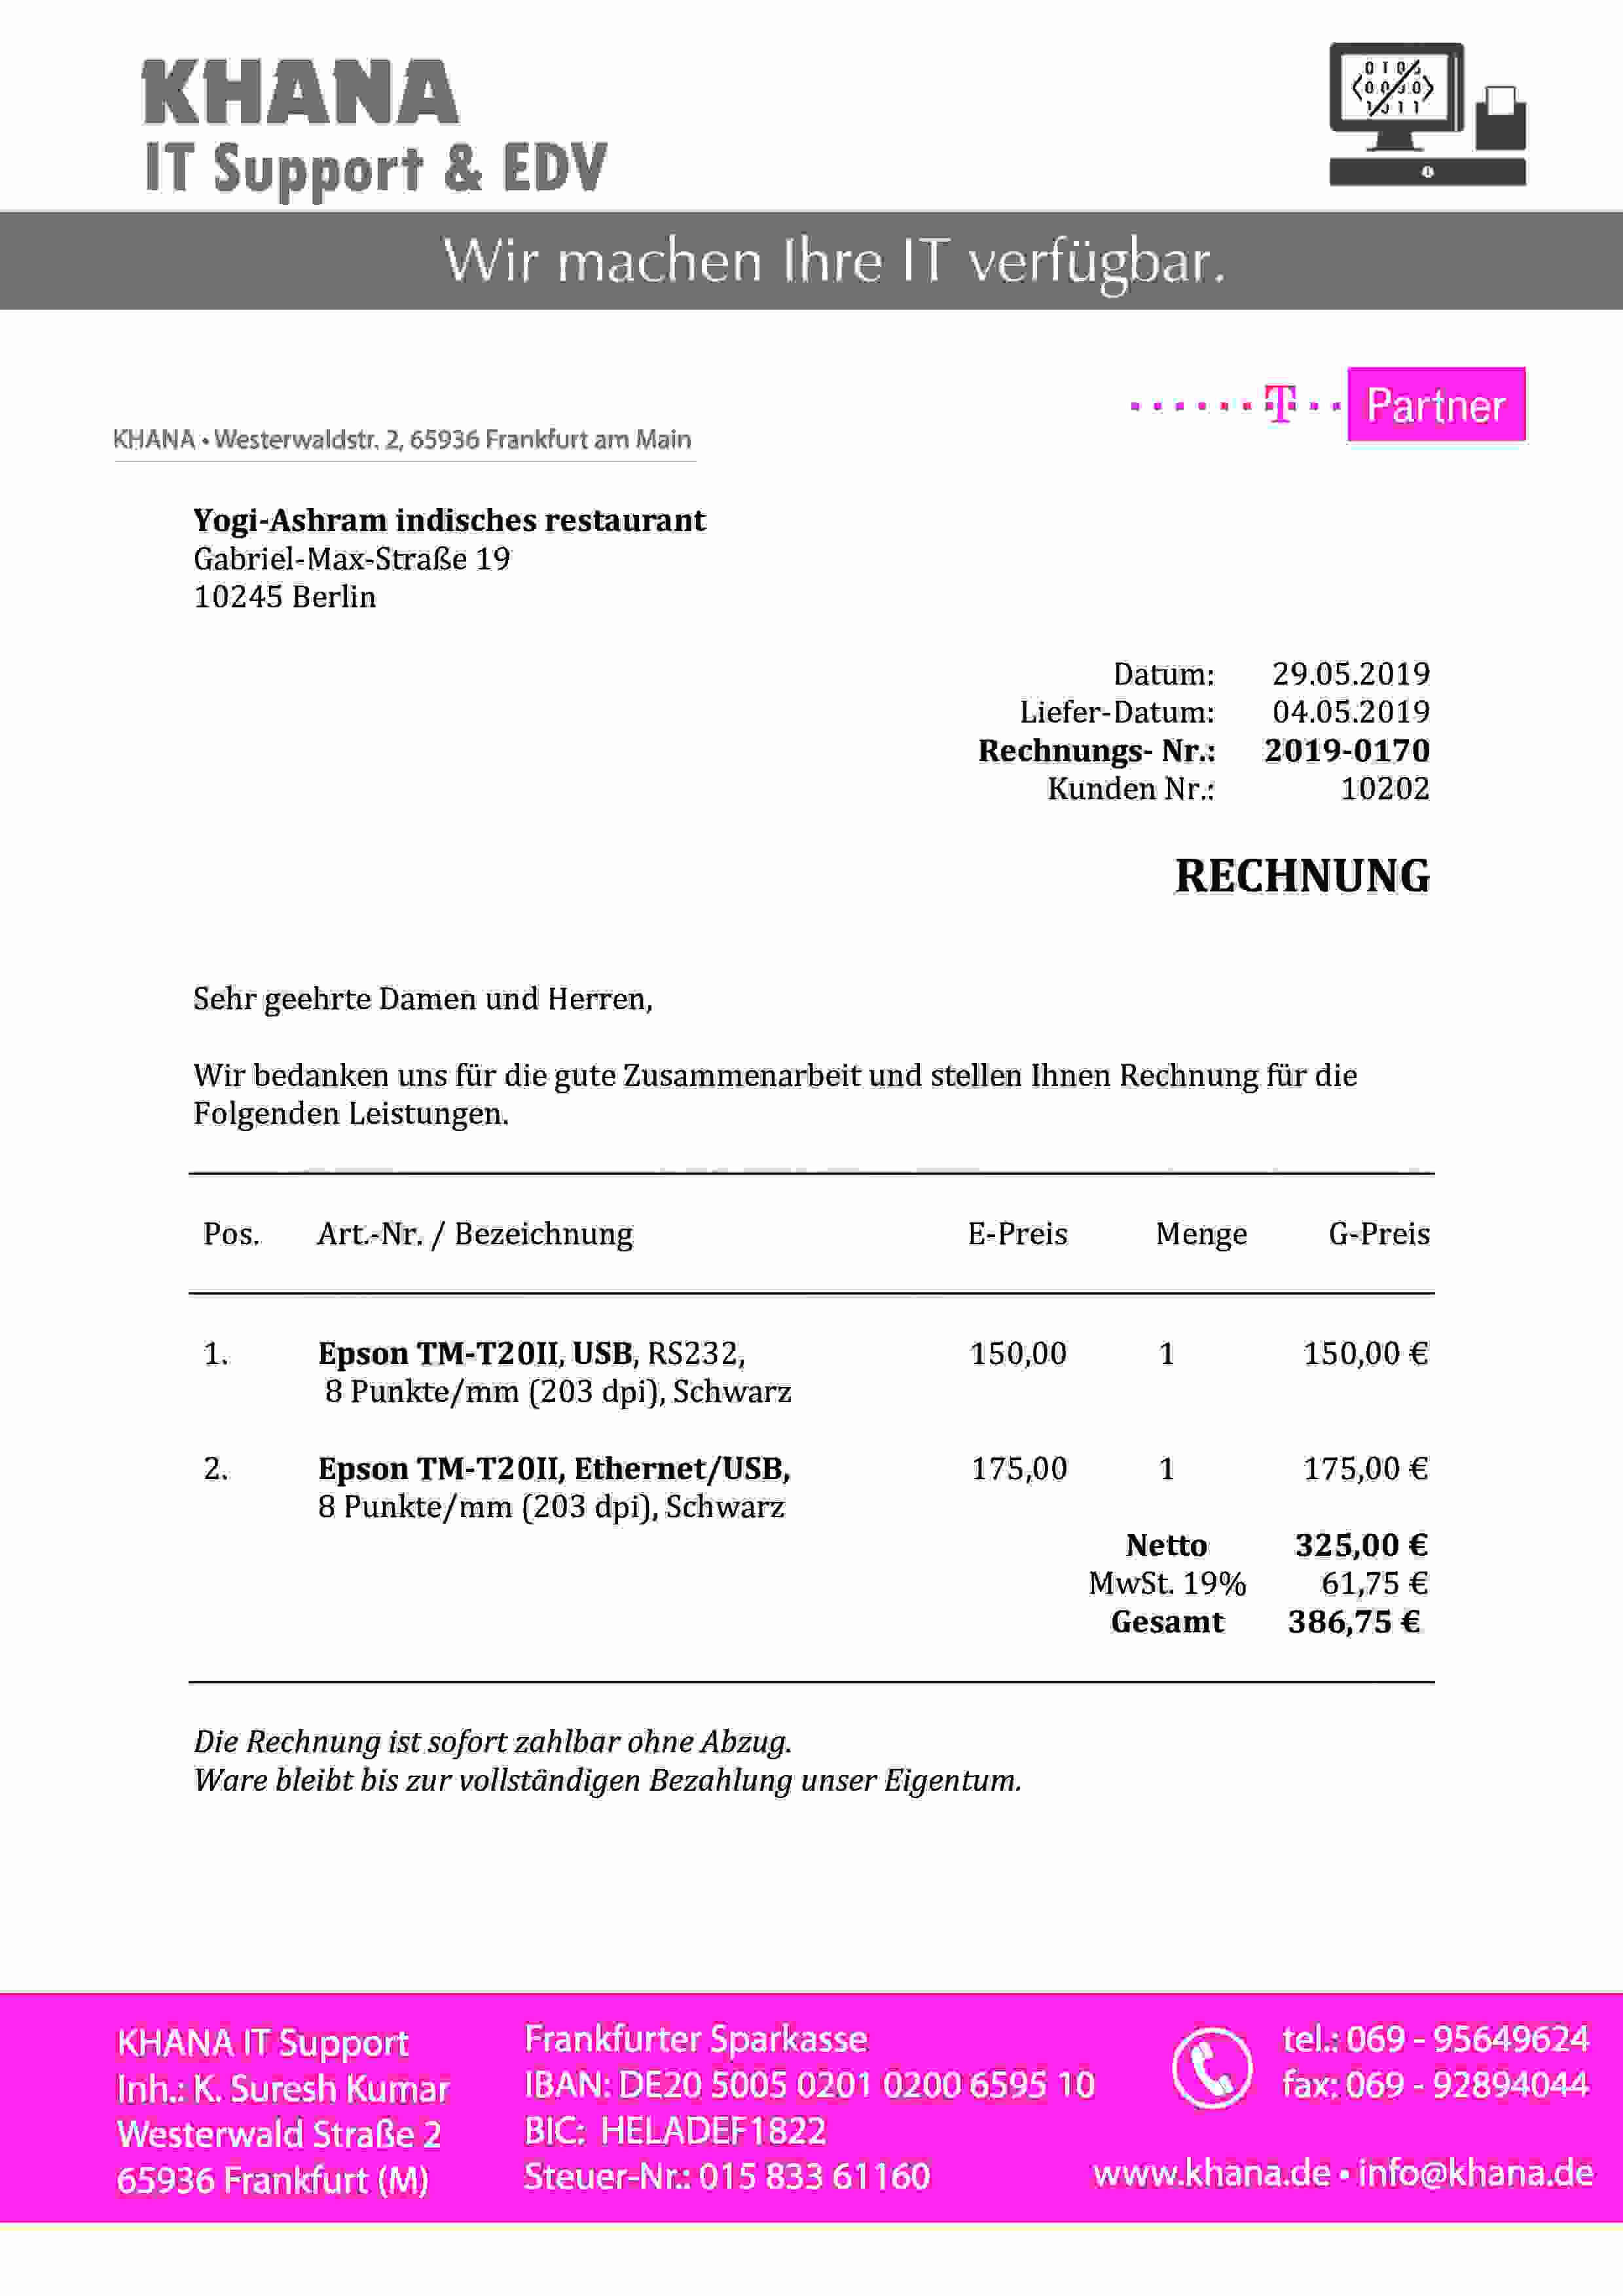 KHANA
IT Support & EDV
Wir machen Ihre IT verfügbar.
T Partner
KHANA • Westerwaldstr. 2, 65936 Frankfurt am Main
Yogi-Ashram indisches restaurant
Gabriel-Max-Straße 19
10245 Berlin
Datum: 29.05.2019
Liefer-Datum: 04.05.2019
Rechnungs- Nr.: 2019-0170
Kunden Nr.: 10202
RECHNUNG
Sehr geehrte Damen und Herren,
Wir bedanken uns für die gute Zusammenarbeit und stellen Ihnen Rechnung für die
Folgenden Leistungen.
Pos. Art.-Nr. / Bezeichnung E-Preis Menge G-Preis
1. Epson TM-T20II, USB, RS232, 150,00 1 150,00 €
8 Punkte/mm (203 dpi), Schwarz
2. Epson TM-T20II, Ethernet/USB, 175,00 1 175,00 €
8 Punkte/mm (203 dpi), Schwarz
Netto 325,00 €
MwSt. 19% 61,75 €
Gesamt 386,75 €
Die Rechnung ist sofort zahlbar ohne Abzug.
Ware bleibt bis zur vollständigen Bezahlung unser Eigentum.
KHANA IT Support
Inh.: K. Suresh Kumar
Westerwald Straße 2
65936 Frankfurt (M)
Frankfurter Sparkasse
IBAN: DE20 5005 0201 0200 6595 10
BIC: HELADEF1822
Steuer-Nr.: 015 833 61160
tel.: 069 - 95649624
fax: 069 - 92894044
www.khana.de • info@khana.de